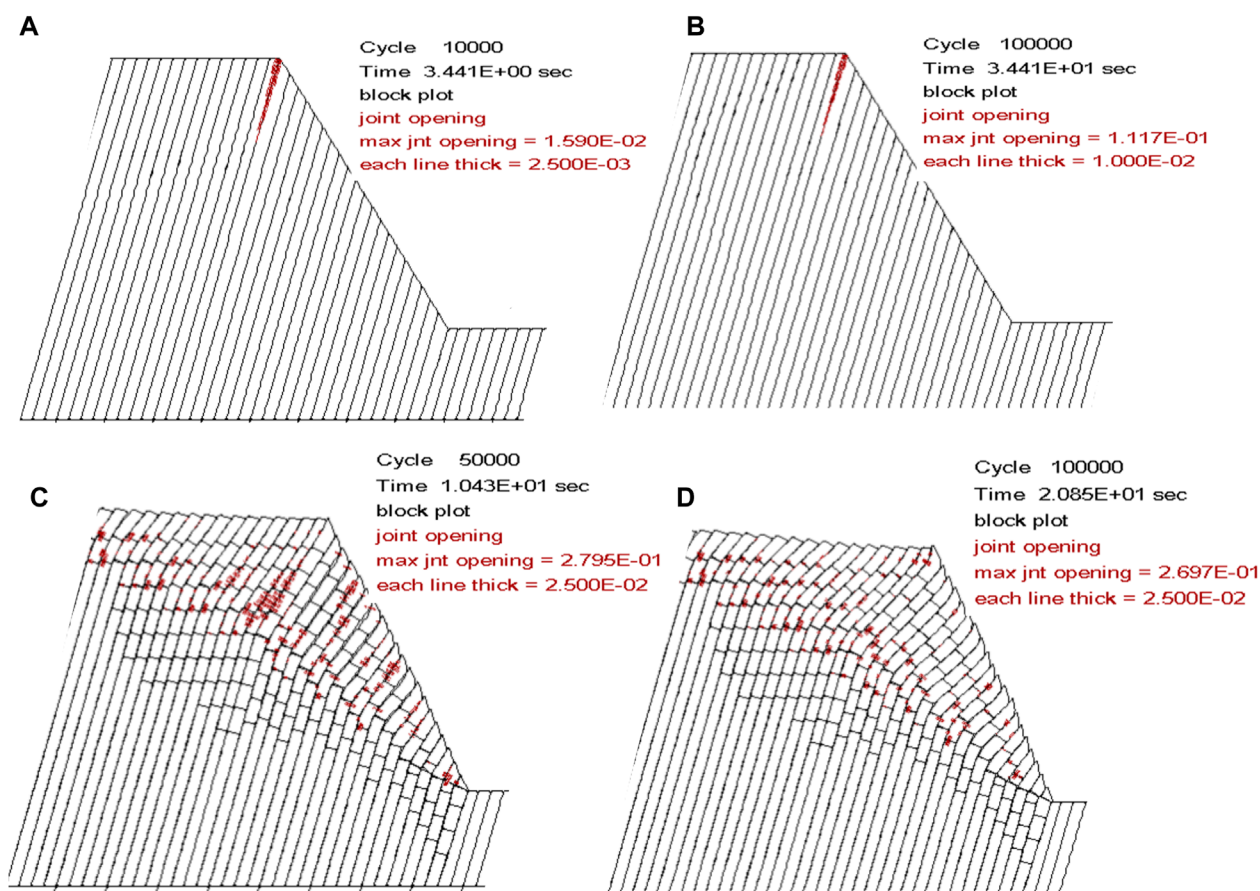 A
Cycle 10000
Time 3.441E+00 sec
block plot
joint opening
max jnt opening = 1.590E-02
each line thick = 2.500E-03
B
Cycle 100000
Time 3.441E+01 sec
block plot
joint opening
max jnt opening = 1.117E-01
each line thick = 1.000E-02
C
Cycle 50000
Time 1.043E+01 sec
block plot
joint opening
max jnt opening = 2.795E-01
each line thick = 2.500E-02
D
Cycle 100000
Time 2.085E+01 sec
block plot
joint opening
max jnt opening = 2.697E-01
each line thick = 2.500E-02